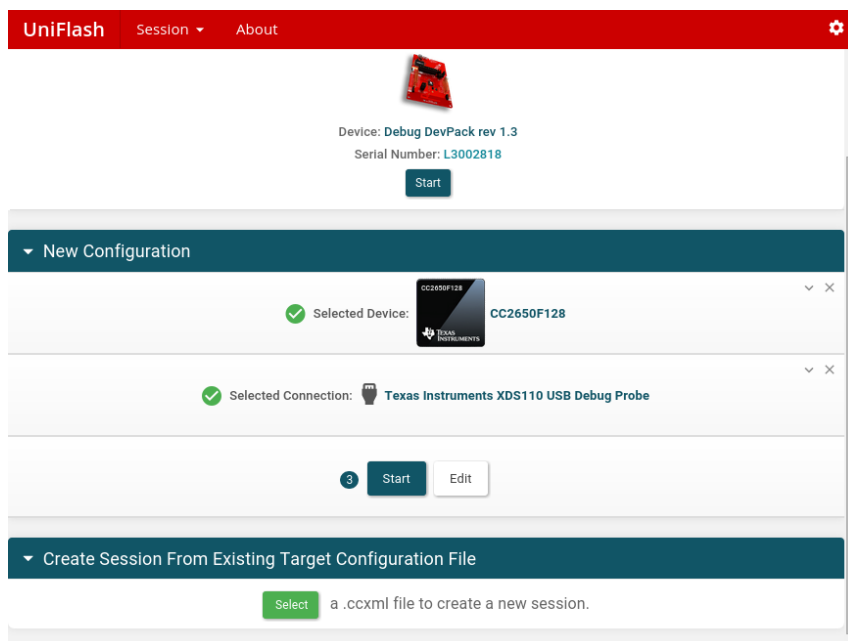 UniFlash Session About
Device: Debug DevPack rev 1.3
Serial Number: L3002818
Start
New Configuration
Selected Device: CC2650F128 TEXAS INSTRUMENTS CC2650F128
Selected Connection: Texas Instruments XDS110 USB Debug Probe
3 Start Edit
Create Session From Existing Target Configuration File
Select a .ccxml file to create a new session.